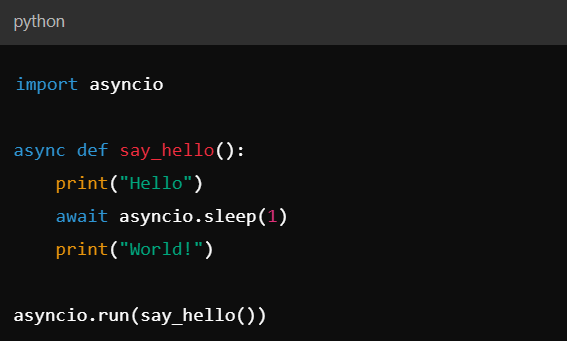 python
import asyncio
async def say_hello():
    print("Hello")
    await asyncio.sleep(1)
    print("World!")
asyncio.run(say_hello())